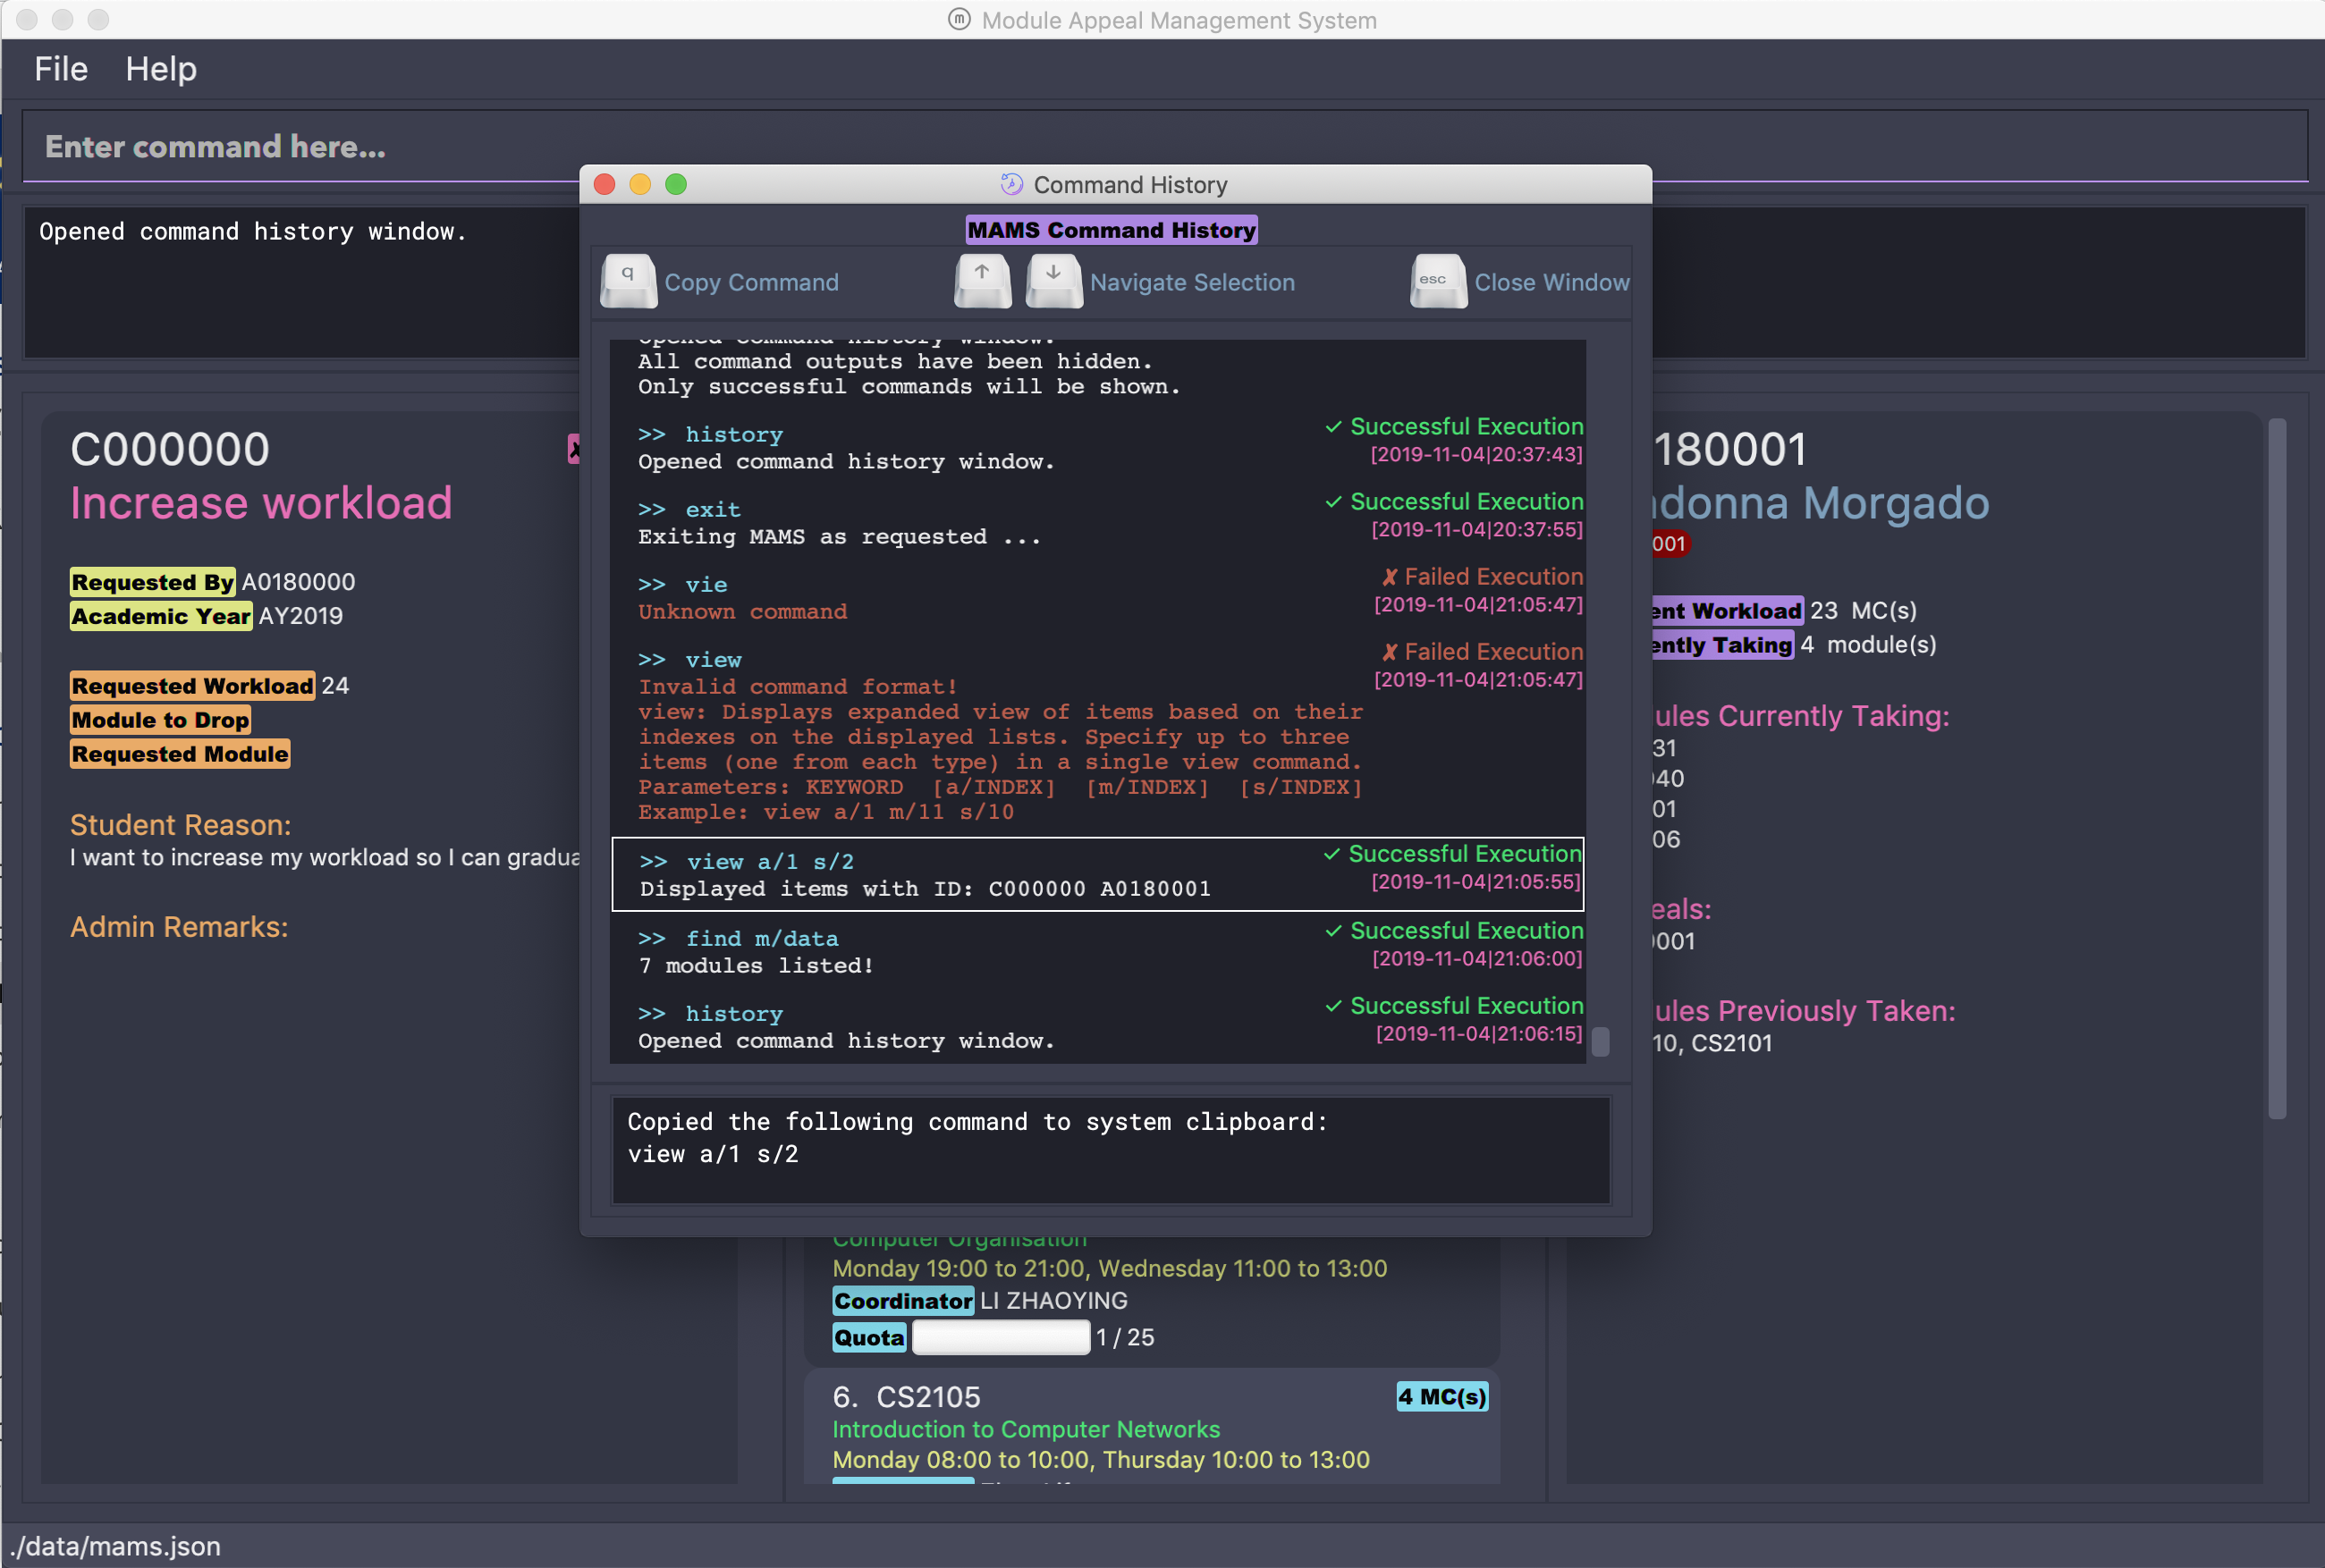 Module Appeal Management System
File Help
Enter command here...
Opened command history window.
Command History
MAMS Command History
q Copy Command
Navigate Selection
esc Close Window
Opened command history window.
All command outputs have been hidden.
Only successful commands will be shown.
>> history
✓ Successful Execution
Opened command history window.
[2019-11-04|20:37:43]
>> exit
✓ Successful Execution
Exiting MAMS as requested ...
[2019-11-04|20:37:55]
>> vie
✗ Failed Execution
Unknown command
[2019-11-04|21:05:47]
>> view
✗ Failed Execution
Invalid command format!
[2019-11-04|21:05:47]
view: Displays expanded view of items based on their
indexes on the displayed lists. Specify up to three
items (one from each type) in a single view command.
Parameters: KEYWORD [a/INDEX] [m/INDEX] [s/INDEX]
Example: view a/1 m/11 s/10
>> view a/1 s/2
✓ Successful Execution
Displayed items with ID: C000000 A0180001
[2019-11-04|21:05:55]
>> find m/data
✓ Successful Execution
7 modules listed!
[2019-11-04|21:06:00]
>> history
✓ Successful Execution
Opened command history window.
[2019-11-04|21:06:15]
Copied the following command to system clipboard:
view a/1 s/2
C000000
Increase workload
Requested By A0180000
Academic Year AY2019
Requested Workload 24
Module to Drop
Requested Module
Student Reason:
I want to increase my workload so I can
Admin Remarks:
Computer Organisation
Monday 19:00 to 21:00, Wednesday 11:00 to 13:00
Coordinator LI ZHAOYING
Quota 1 / 25
6. CS2105
4 MC(s)
Introduction to Computer Networks
Monday 08:00 to 10:00, Thursday 10:00 to 13:00
180001
donna Morgado
001
Workload 23 MC(s)
Taking 4 module(s)
Currently Taking:
31
040
01
06
eals:
0001
Previously Taken:
10, CS2101
./data/mams.json